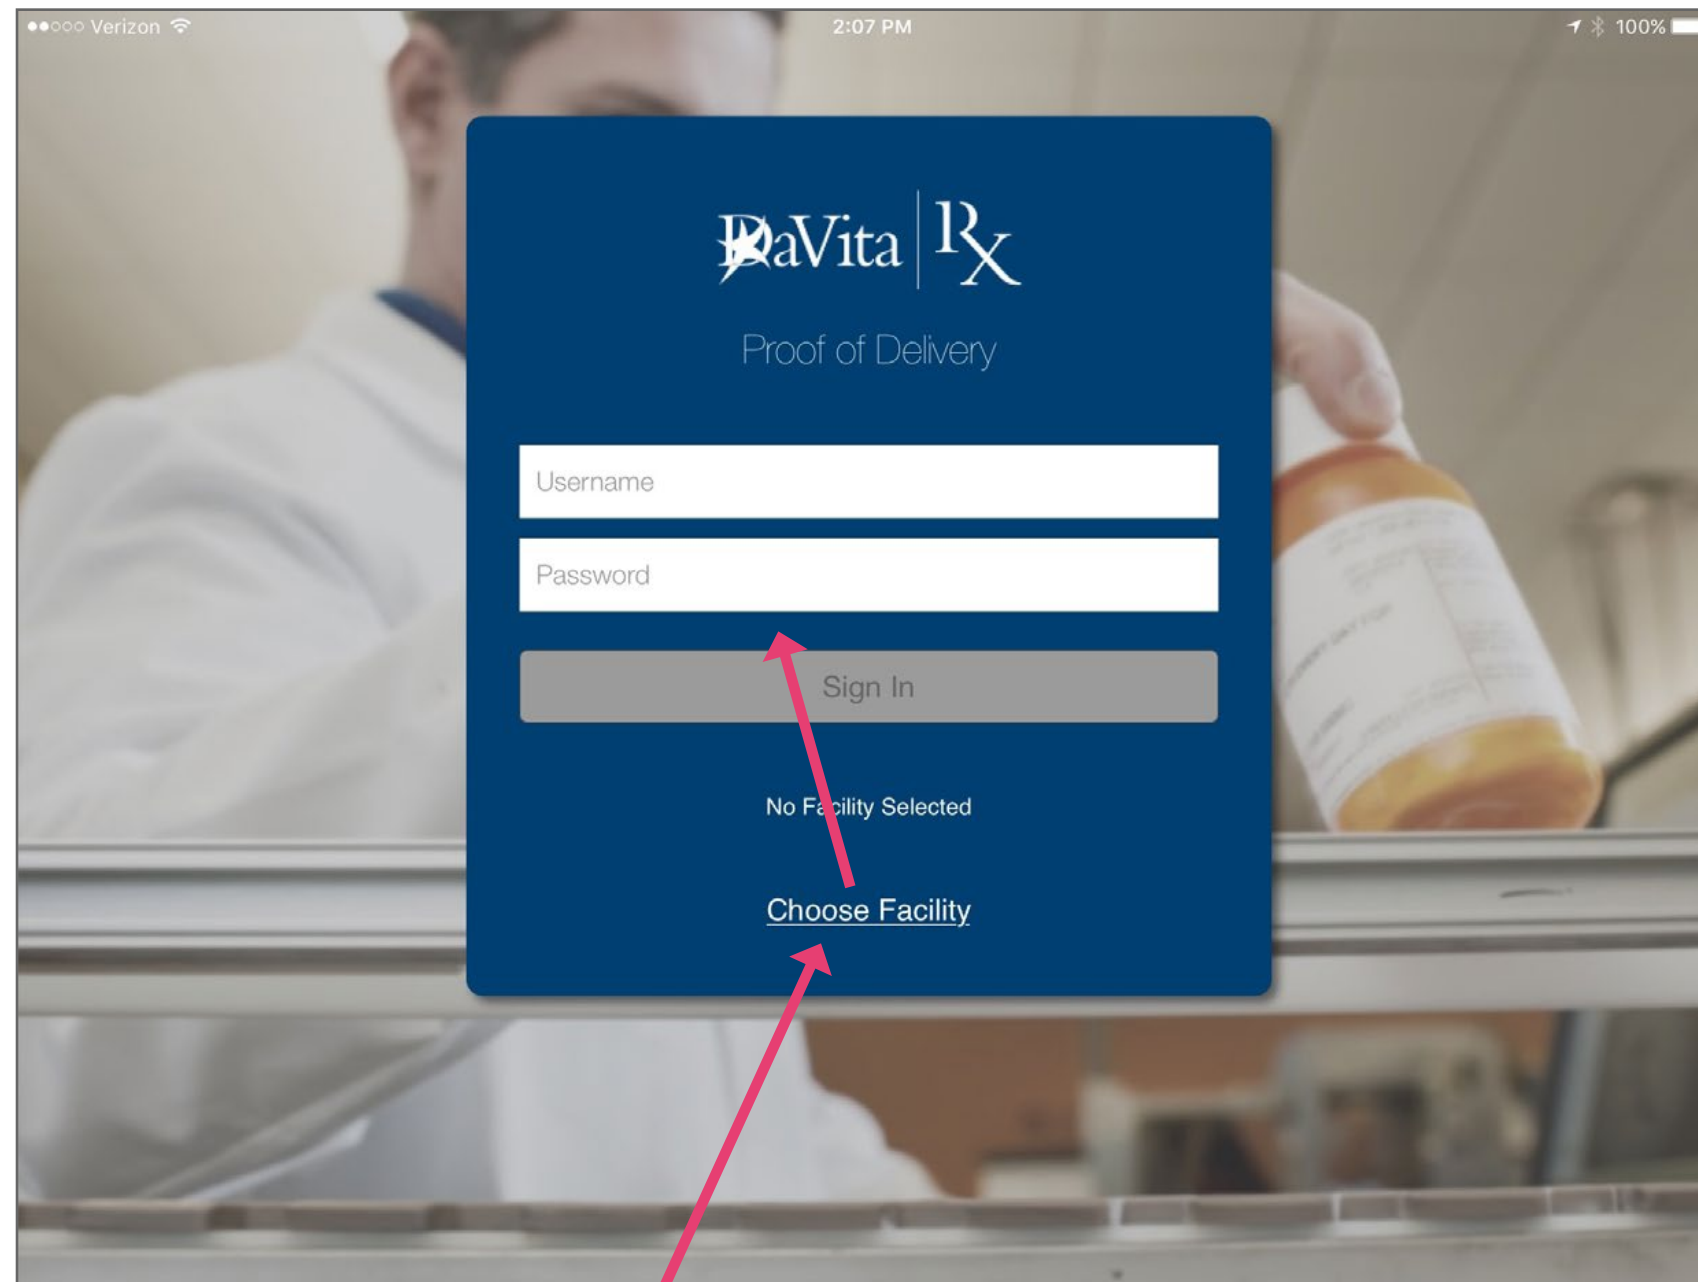 Verizon 2:07 PM 100%
DaVita Rx
Proof of Delivery
Username
Password
Sign In
No Facility Selected
Choose Facility